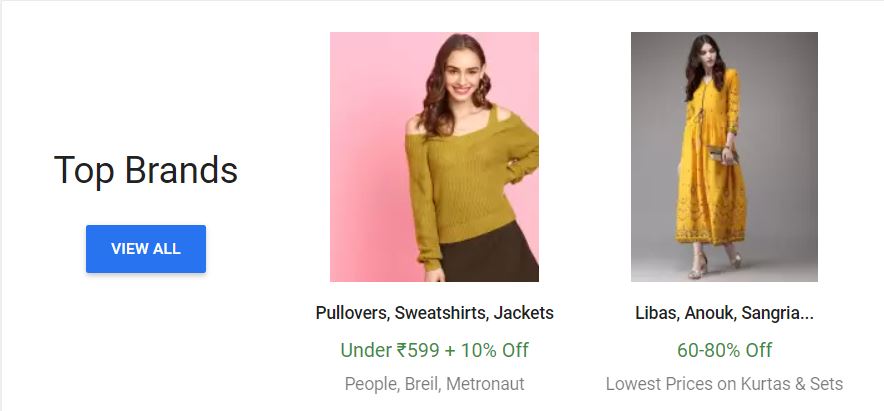 Top Brands
VIEW ALL
Pullovers, Sweatshirts, Jackets
Under ₹599 + 10% Off
People, Breil, Metronaut
Libas, Anouk, Sangria...
60-80% Off
Lowest Prices on Kurtas & Sets